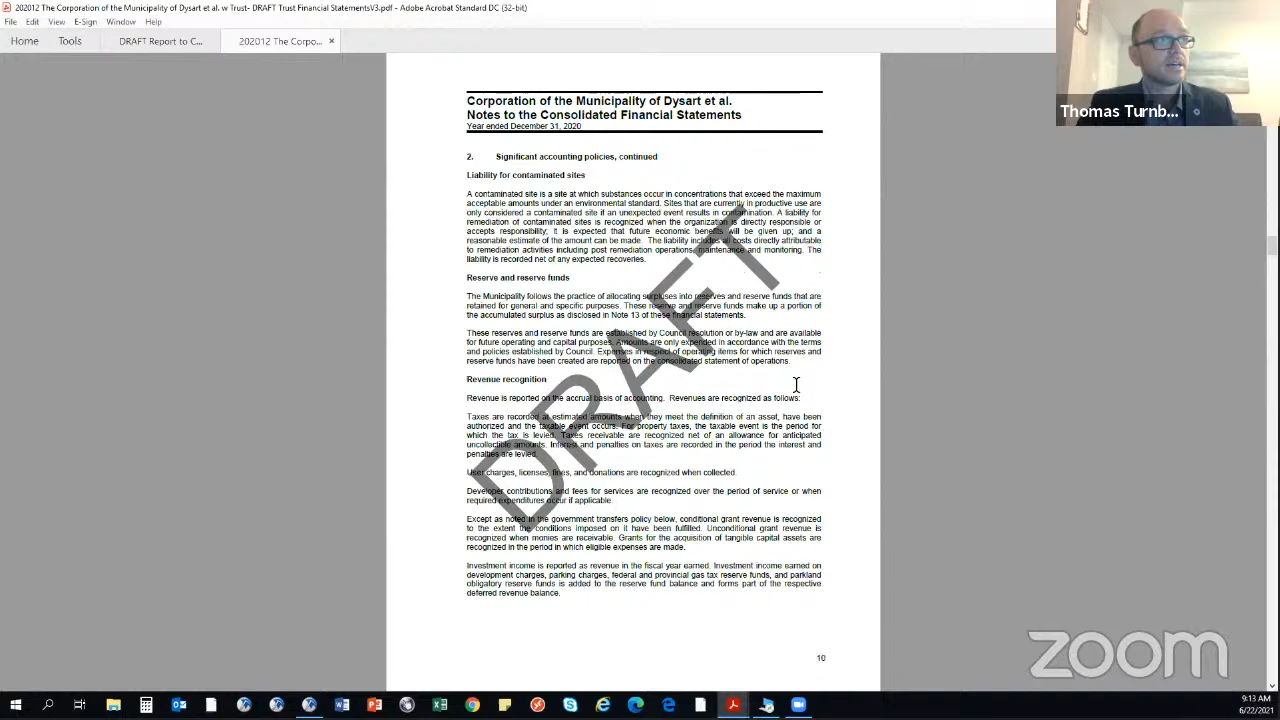 202012 The Corporation of the Municipality of Dysart et al. w Trust- DRAFT Trust Financial StatementsV3.pdf - Adobe Acrobat Standard DC (32-bit)
File Edit View E-Sign Window Help
Home Tools DRAFT Report to C... 202012 The Corpo... ×
Thomas Turnb...
Corporation of the Municipality of Dysart et al.
Notes to the Consolidated Financial Statements
Year ended December 31, 2020
2. Significant accounting policies, continued
Liability for contaminated sites
A contaminated site is a site at which substances occur in concentrations that exceed the maximum
acceptable amounts under an environmental standard. Sites that are currently in productive use are
only considered a contaminated site if an unexpected event results in contamination. A liability for
remediation of contaminated sites is recognized when the organization is directly responsible or
accepts responsibility; it is expected that future economic benefits will be given up; and a
reasonable estimate of the amount can be made. The liability includes all costs directly attributable
to remediation activities including post remediation operations, maintenance and monitoring. The
liability is recorded net of any expected recoveries.
Reserve and reserve funds
The Municipality follows the practice of allocating surpluses into reserves and reserve funds that are
retained for general and specific purposes. These reserve and reserve funds make up a portion of
the accumulated surplus as disclosed in Note 13 of these financial statements.
These reserves and reserve funds are established by Council resolution or by-law and are available
for future operating and capital purposes. Amounts are only expended in accordance with the terms
and policies established by Council. Expenses in respect of operating items for which reserves and
reserve funds have been created are reported on the consolidated statement of operations.
Revenue recognition
Revenue is reported on the accrual basis of accounting. Revenues are recognized as follows:
Taxes are recorded at estimated amounts when they meet the definition of an asset, have been
authorized and the taxable event occurs. For property taxes, the taxable event is the period for
which the tax is levied. Taxes receivable are recognized net of an allowance for anticipated
uncollectible amounts. Interest and penalties on taxes are recorded in the period the interest and
penalties are levied.
User charges, licenses, fines, and donations are recognized when collected.
Developer contributions and fees for services are recognized over the period of service or when
required expenditures occur if applicable.
Except as noted in the government transfers policy below, conditional grant revenue is recognized
to the extent the conditions imposed on it have been fulfilled. Unconditional grant revenue is
recognized when monies are receivable. Grants for the acquisition of tangible capital assets are
recognized in the period in which eligible expenses are made.
Investment income is reported as revenue in the fiscal year earned. Investment income earned on
development charges, parking charges, federal and provincial gas tax reserve funds, and parkland
obligatory reserve funds is added to the reserve fund balance and forms part of the respective
deferred revenue balance.
DRAFT
10
zoom
9:13 AM
6/22/2021